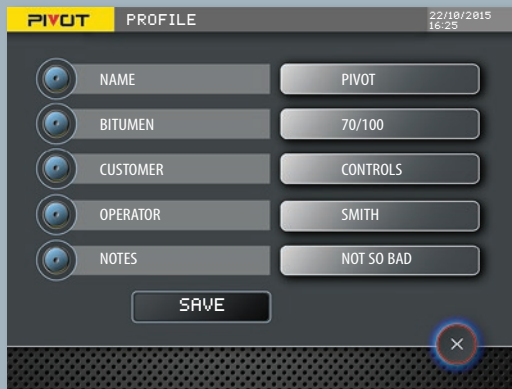 PIVOT PROFILE 22/10/2015
16:25
NAME PIVOT
BITUMEN 70/100
CUSTOMER CONTROLS
OPERATOR SMITH
NOTES NOT SO BAD
SAVE